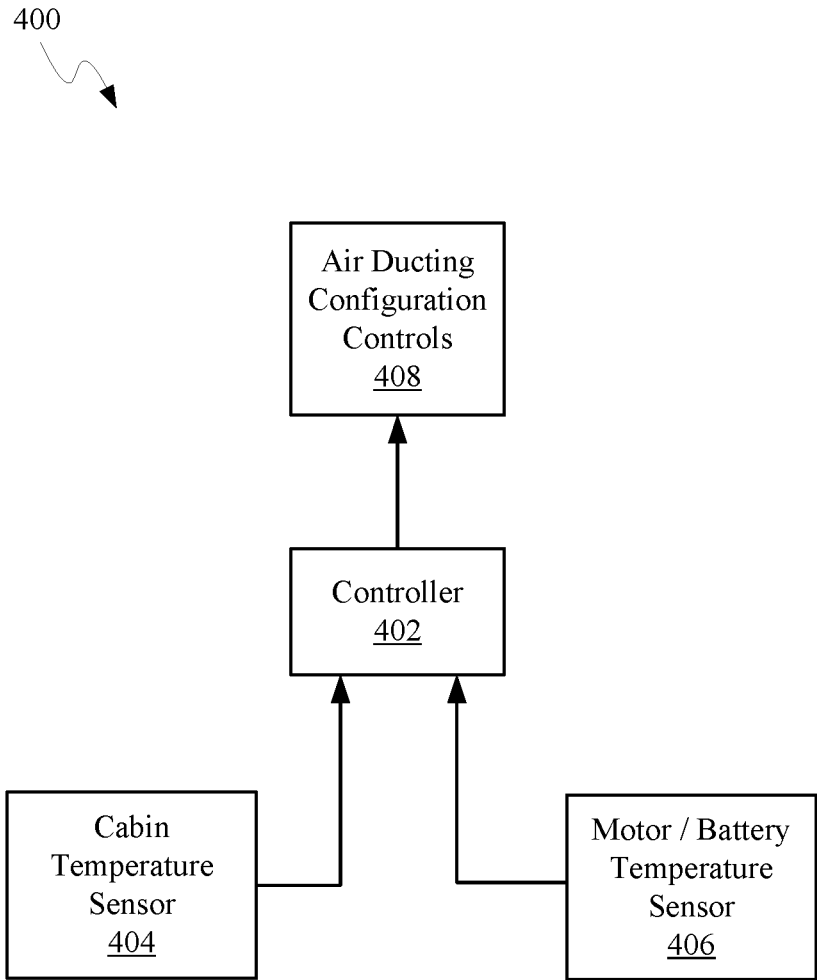 400
Air Ducting
Configuration
Controls
408
Controller
402
Cabin
Temperature
Sensor
404
Motor / Battery
Temperature
Sensor
406